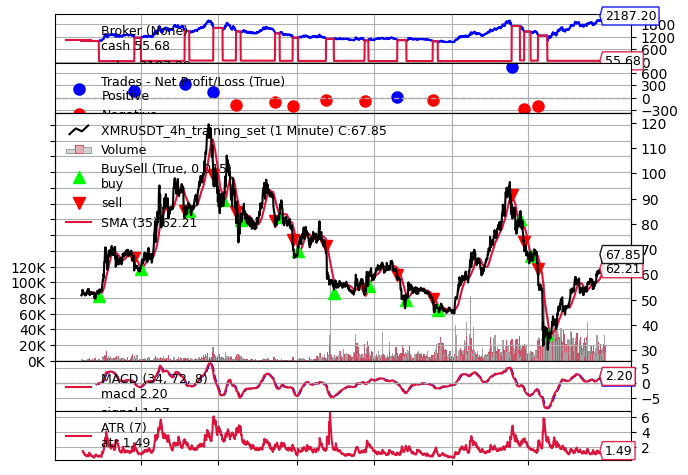 Broker (None)
cash 55.68
2187.20
1800
1200
600
55.68
Trades - Net Profit/Loss (True)
Positive
Negative
600
300
0
−300
XMRUSDT_4h_training_set (1 Minute) C:67.85
Volume
BuySell (True, 0.015)
buy
sell
SMA (35) 62.21
120
110
100
90
80
70
67.85
62.21
60
50
40
30
120K
100K
80K
60K
40K
20K
0K
MACD (34, 72, 8)
macd 2.20
signal 1.97
5
2.20
0
−5
ATR (7)
atr 1.49
6
4
2
1.49